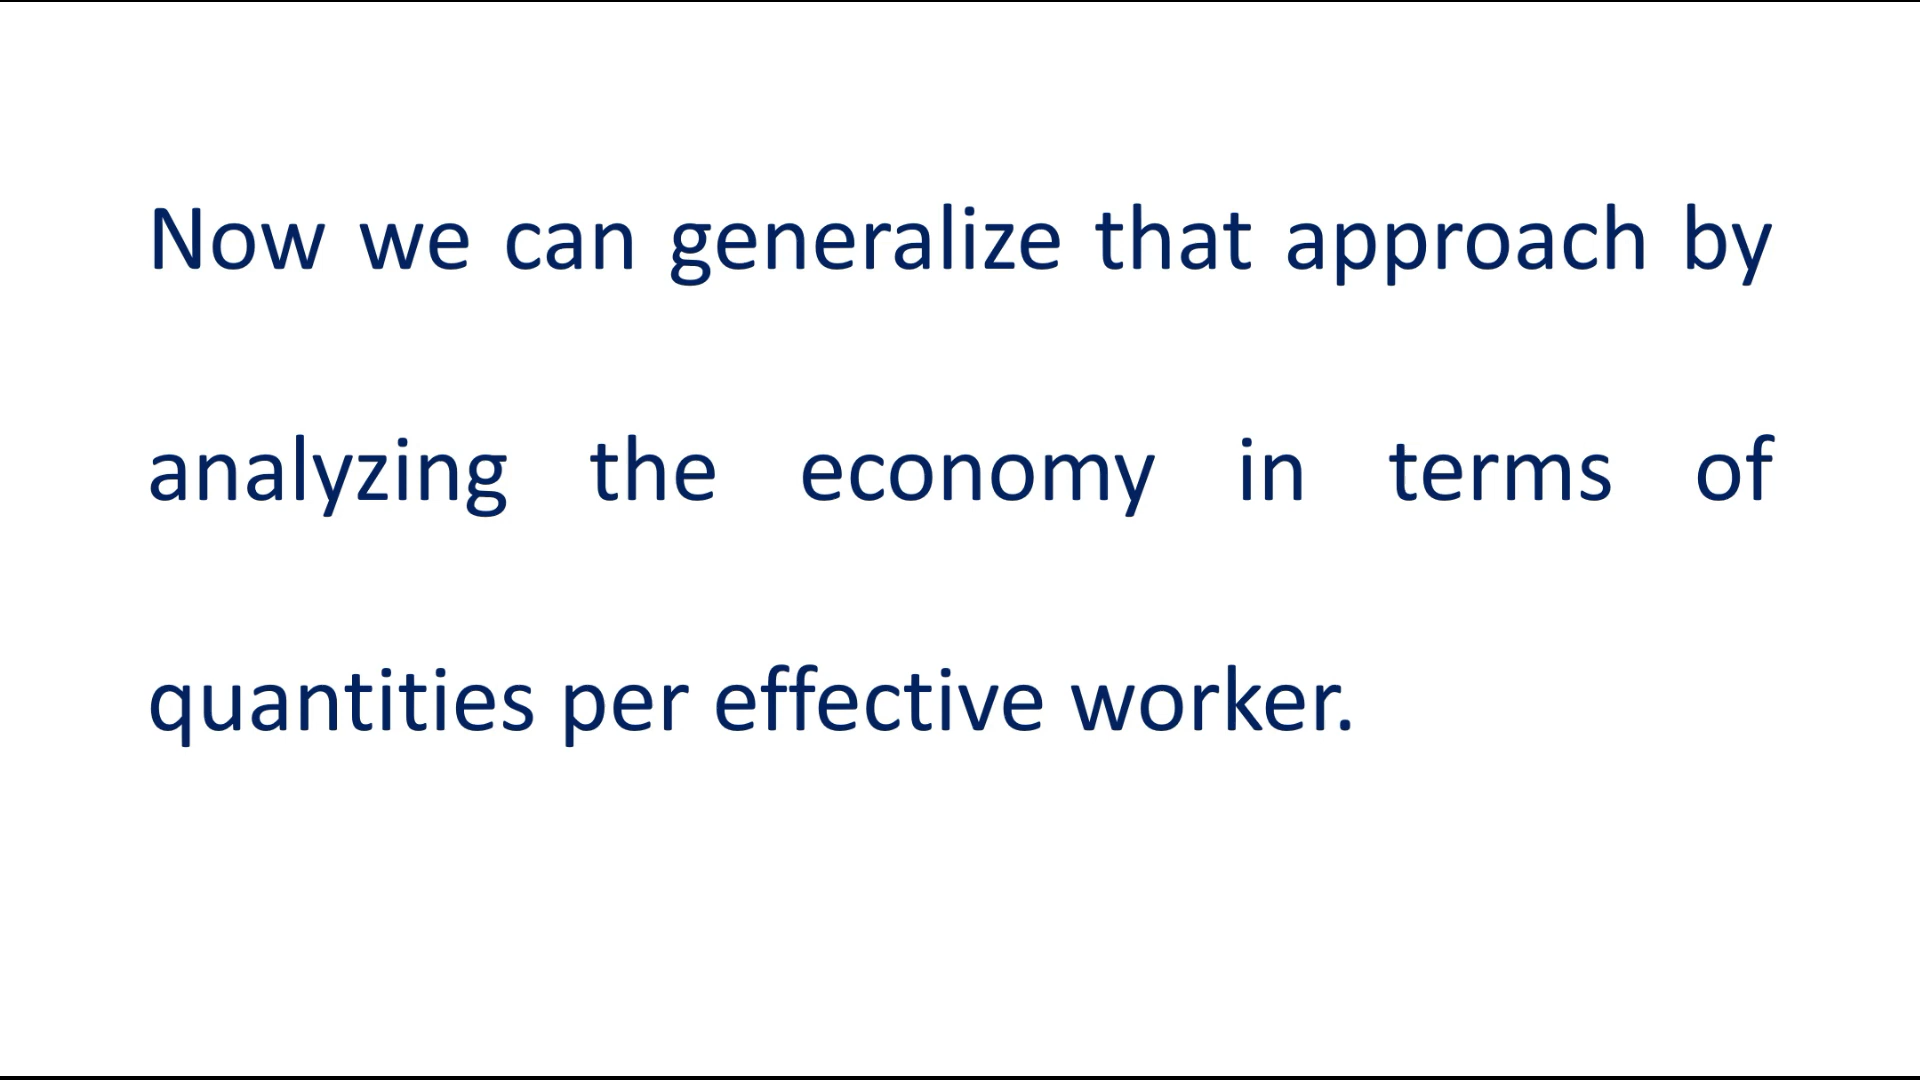 Now we can generalize that approach by
analyzing the economy in terms of
quantities per effective worker.